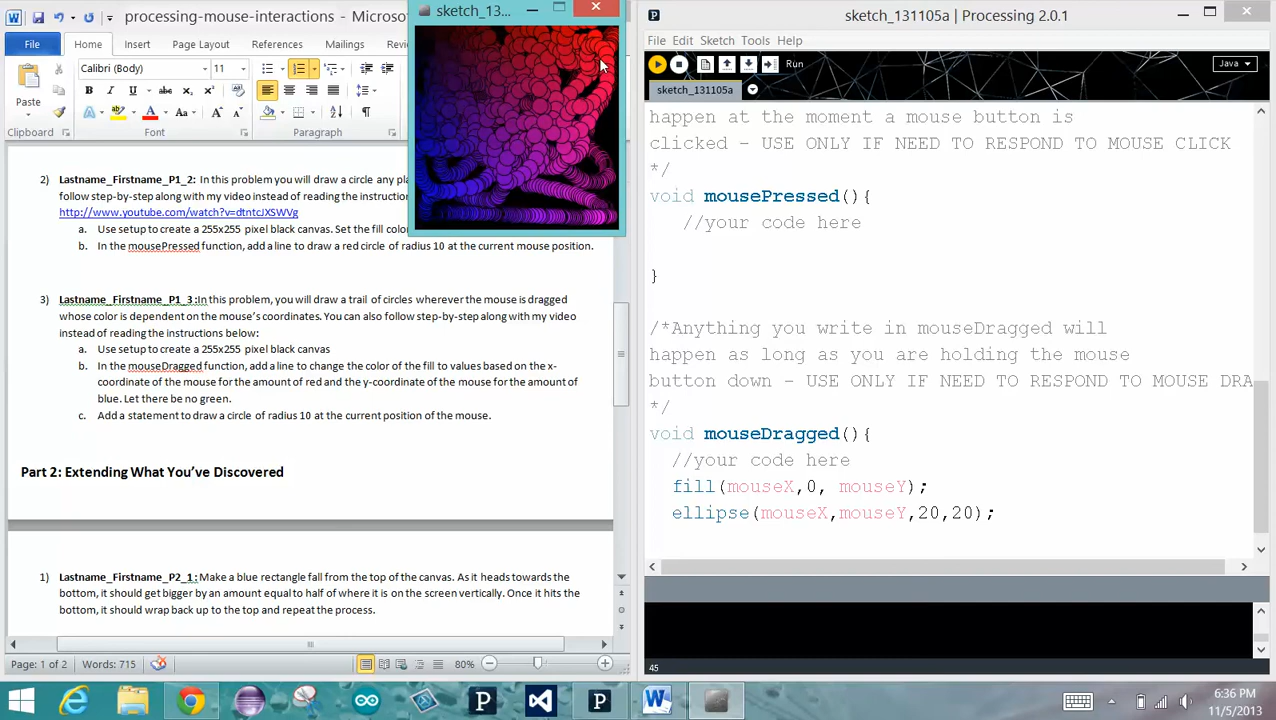 processing-mouse-interactions - Microsof
File
Home
Insert
Page Layout
References
Mailings
Review
Paste
Calibri (Body)
11
Clipboard
Font
Paragraph
2) Lastname_Firstname_P1_2: In this problem you will draw a circle any pla
follow step-by-step along with my video instead of reading the instruction
http://www.youtube.com/watch?v=dtntcJXSWVg
a. Use setup to create a 255x255 pixel black canvas. Set the fill color
b. In the mousePressed function, add a line to draw a red circle of radius 10 at the current mouse position.
3) Lastname_Firstname_P1_3 :In this problem, you will draw a trail of circles wherever the mouse is dragged
whose color is dependent on the mouse's coordinates. You can also follow step-by-step along with my video
instead of reading the instructions below:
a. Use setup to create a 255x255 pixel black canvas
b. In the mouseDragged function, add a line to change the color of the fill to values based on the x-
coordinate of the mouse for the amount of red and the y-coordinate of the mouse for the amount of
blue. Let there be no green.
c. Add a statement to draw a circle of radius 10 at the current position of the mouse.
Part 2: Extending What You've Discovered
1) Lastname_Firstname_P2_1: Make a blue rectangle fall from the top of the canvas. As it heads towards the
bottom, it should get bigger by an amount equal to half of where it is on the screen vertically. Once it hits the
bottom, it should wrap back up to the top and repeat the process.
Page: 1 of 2
Words: 715
80%
sketch_13...
sketch_131105a | Processing 2.0.1
File Edit Sketch Tools Help
Run
Java
sketch_131105a
happen at the moment a mouse button is
clicked - USE ONLY IF NEED TO RESPOND TO MOUSE CLICK
*/
void mousePressed(){
//your code here
}
/*Anything you write in mouseDragged will
happen as long as you are holding the mouse
button down - USE ONLY IF NEED TO RESPOND TO MOUSE DRA
*/
void mouseDragged(){
//your code here
fill(mouseX,0, mouseY);
ellipse(mouseX,mouseY,20,20);
45
6:36 PM
11/5/2013